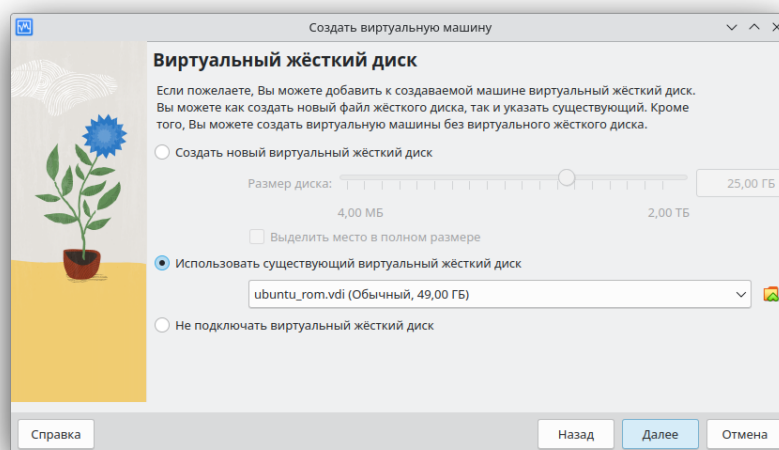 Создать виртуальную машину
Виртуальный жёсткий диск
Если пожелаете, Вы можете добавить к создаваемой машине виртуальный жёсткий диск.
Вы можете как создать новый файл жёсткого диска, так и указать существующий. Кроме
того, Вы можете создать виртуальную машины без виртуального жёсткого диска.
Создать новый виртуальный жёсткий диск
Размер диска:
25,00 ГБ
4,00 МБ
2,00 ТБ
Выделить место в полном размере
Использовать существующий виртуальный жёсткий диск
ubuntu_rom.vdi (Обычный, 49,00 ГБ)
Не подключать виртуальный жёсткий диск
Справка
Назад
Далее
Отмена